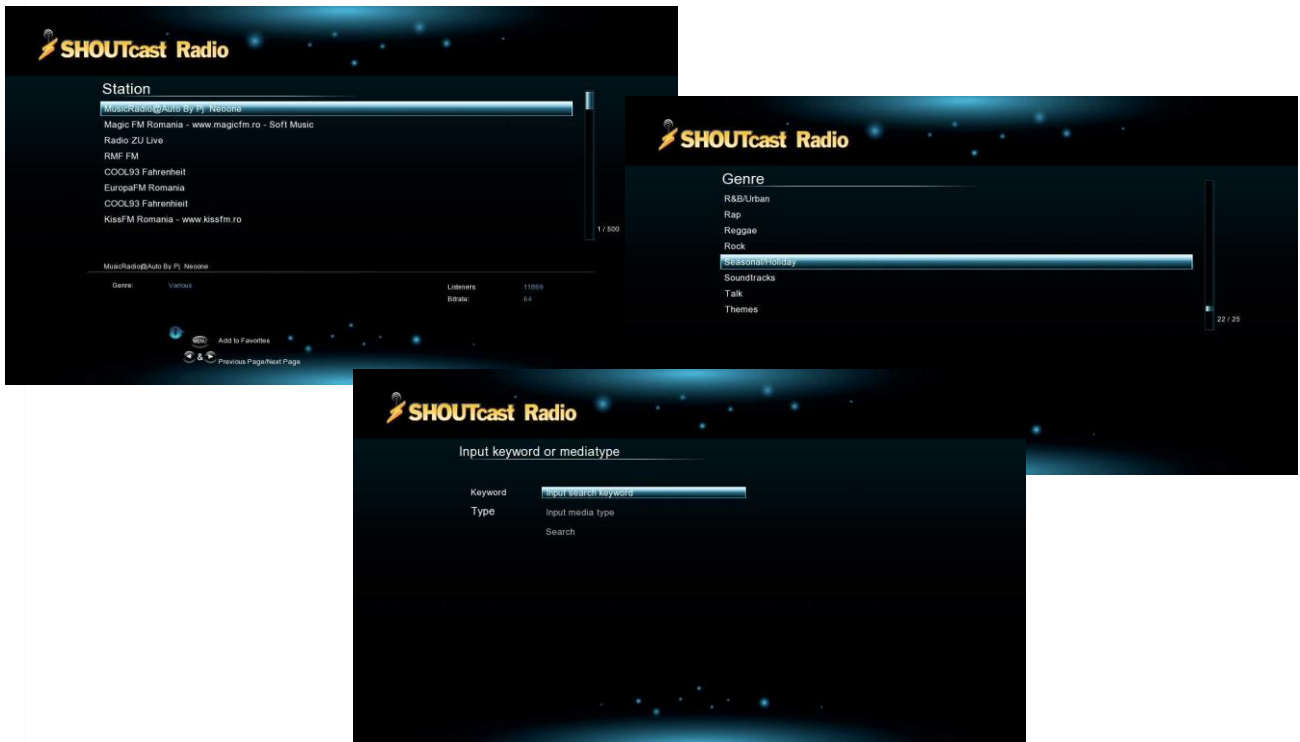 SHOUTcast Radio
Station
MusicRadio@Auto By Pj Neoone
Magic FM Romania - www.magicfm.ro - Soft Music
Radio ZU Live
RMF FM
COOL93 Fahrenheit
EuropaFM Romania
COOL93 Fahrenhieit
KissFM Romania - www.kissfm.ro
1 / 500
MusicRadio@Auto By Pj Neoone
Genre: Various
Listeners: 11869
Bitrate: 64
MENU Add to Favorites
& Previous Page/Next Page
SHOUTcast Radio
Genre
R&B/Urban
Rap
Reggae
Rock
Seasonal/Holiday
Soundtracks
Talk
Themes
22 / 25
SHOUTcast Radio
Input keyword or mediatype
Keyword Input search keyword
Type Input media type
Search